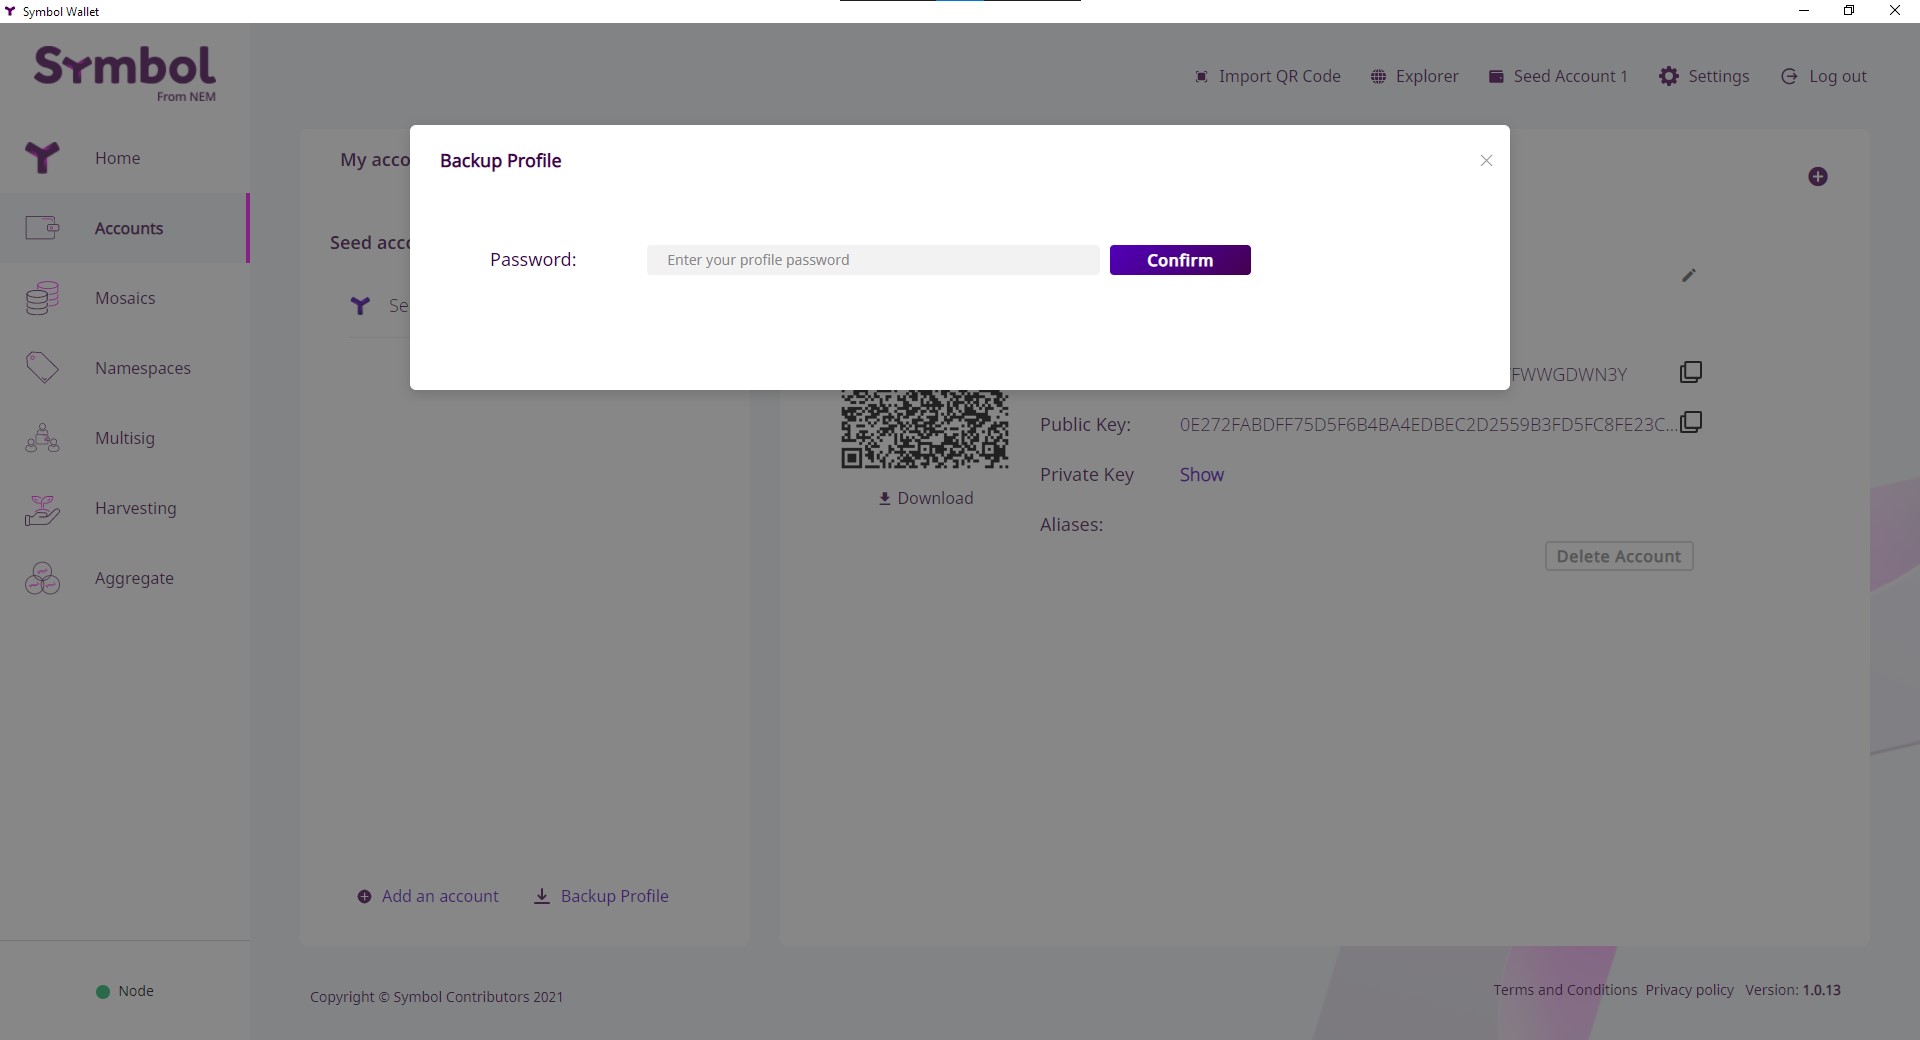 Symbol Wallet
Symbol
From NEM
Import QR Code
Explorer
Seed Account 1
Settings
Log out
Home
Accounts
Mosaics
Namespaces
Multisig
Harvesting
Aggregate
Node
My acco
Seed acco
Se
Backup Profile
Password:
Enter your profile password
Confirm
FWWGDWN3Y
Public Key:
0E272FABDFF75D5F6B4BA4EDBEC2D2559B3FD5FC8FE23C...
Private Key
Show
Aliases:
Download
Delete Account
Add an account
Backup Profile
Copyright © Symbol Contributors 2021
Terms and Conditions
Privacy policy
Version: 1.0.13